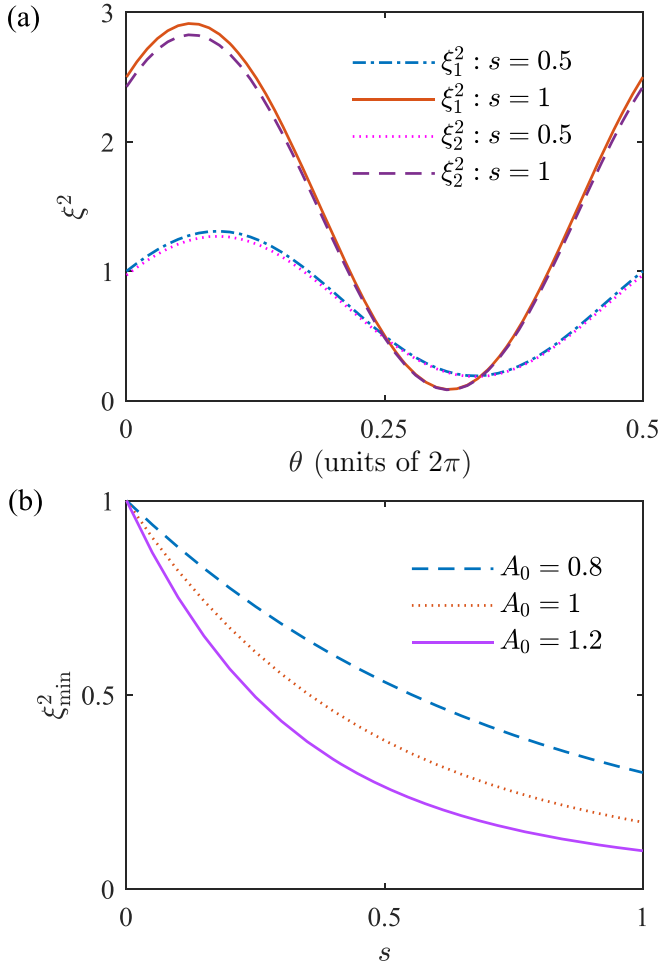 (a)
3
2
1
0
ξ²
ξ₁² : s = 0.5
ξ₁² : s = 1
ξ₂² : s = 0.5
ξ₂² : s = 1
0 0.25 0.5
θ (units of 2π)
(b)
1
0.5
0
ξ²min
A₀ = 0.8
A₀ = 1
A₀ = 1.2
0 0.5 1
s